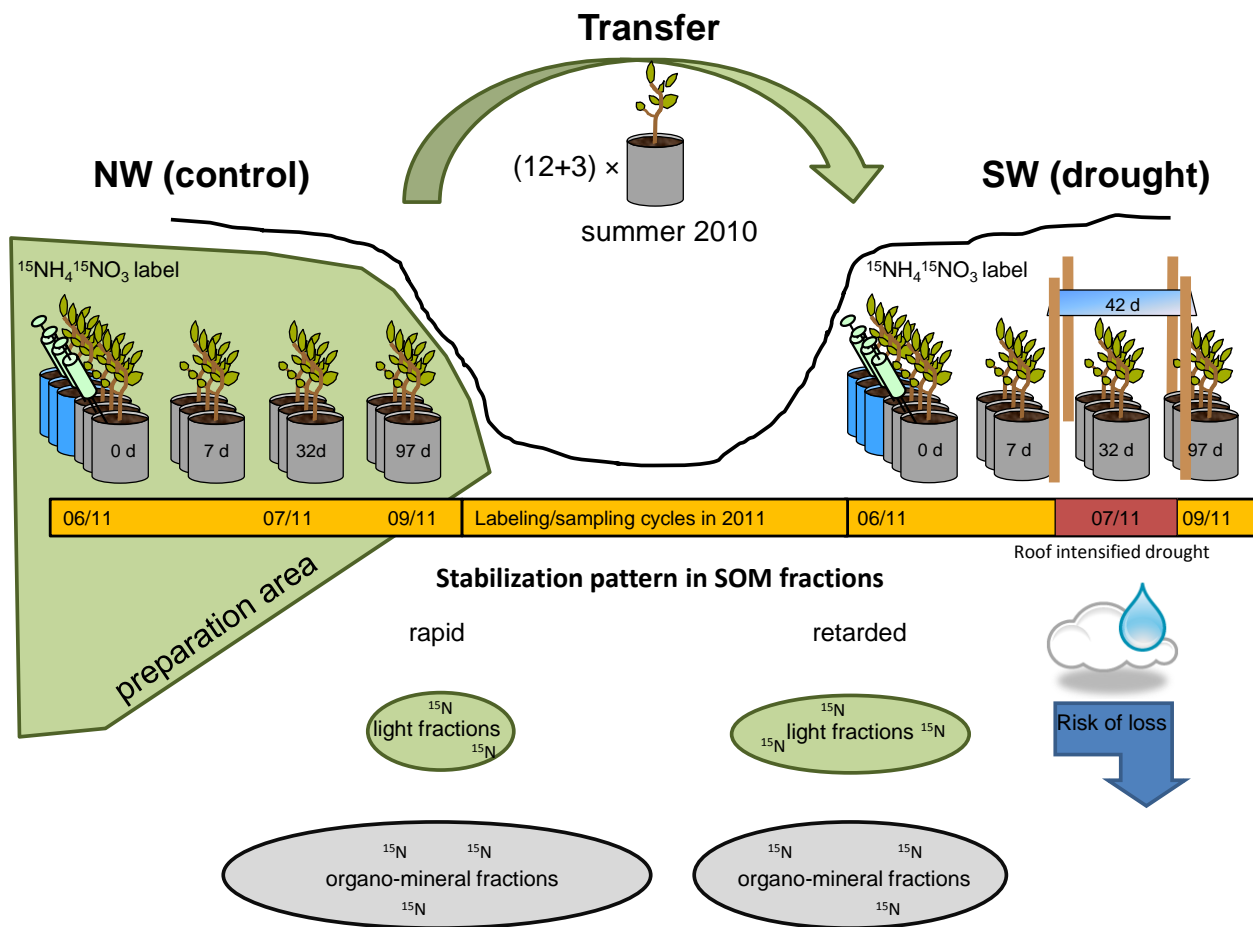 Transfer
NW (control)
(12+3) ×
SW (drought)
summer 2010
¹⁵NH₄¹⁵NO₃ label
¹⁵NH₄¹⁵NO₃ label
42 d
0 d
7 d
32d
97 d
0 d
7 d
32 d
97 d
06/11
07/11
09/11
Labeling/sampling cycles in 2011
06/11
07/11
09/11
Roof intensified drought
preparation area
Stabilization pattern in SOM fractions
rapid
retarded
¹⁵N
light fractions
¹⁵N
¹⁵N
¹⁵N light fractions ¹⁵N
Risk of loss
¹⁵N ¹⁵N
organo-mineral fractions
¹⁵N
¹⁵N ¹⁵N
organo-mineral fractions
¹⁵N